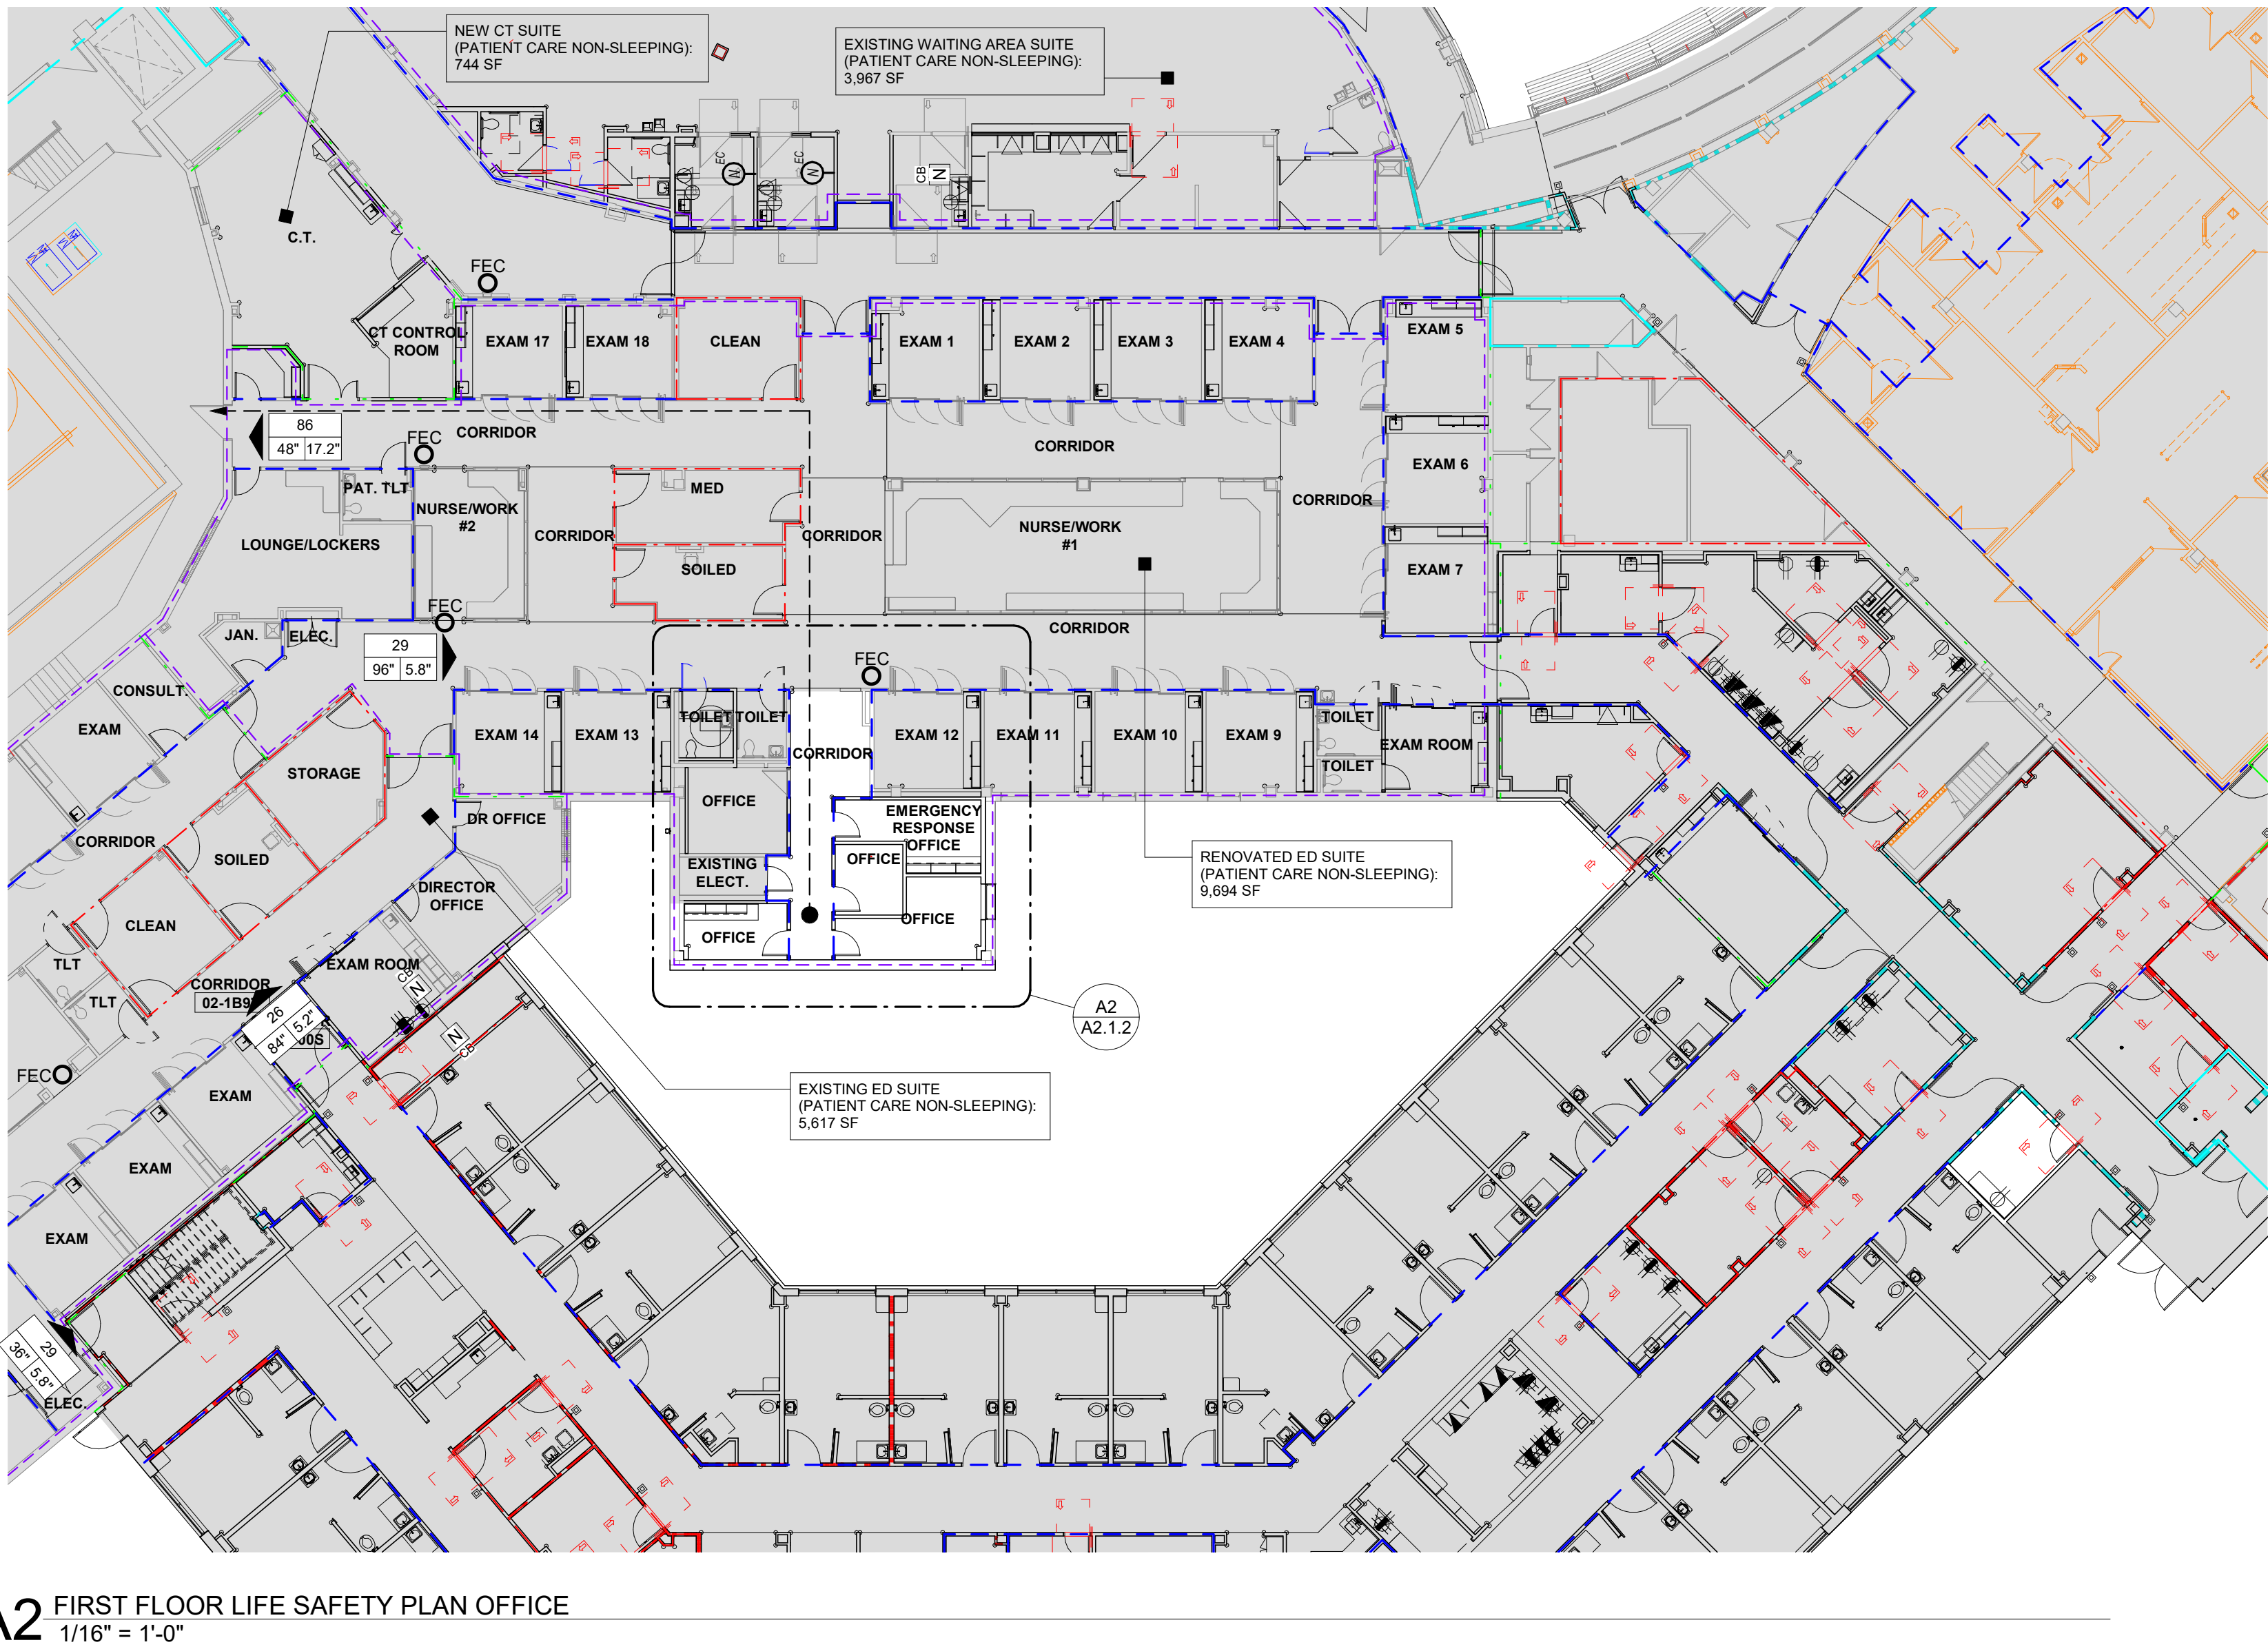 NEW CT SUITE
(PATIENT CARE NON-SLEEPING):
744 SF
EXISTING WAITING AREA SUITE
(PATIENT CARE NON-SLEEPING):
3,967 SF
EC
N
EC
N
CB
N
C.T.
FEC
CT CONTROL
ROOM
EXAM 17
EXAM 18
CLEAN
EXAM 1
EXAM 2
EXAM 3
EXAM 4
EXAM 5
86
48" 17.2"
FEC
CORRIDOR
CORRIDOR
EXAM 6
PAT. TLT
MED
NURSE/WORK
#2
CORRIDOR
NURSE/WORK
#1
CORRIDOR
CORRIDOR
LOUNGE/LOCKERS
SOILED
EXAM 7
FEC
JAN.
ELEC.
CORRIDOR
29
96" 5.8"
FEC
CONSULT.
EXAM
TOILET
TOILET
TOILET
EXAM 14
EXAM 13
CORRIDOR
EXAM 12
EXAM 11
EXAM 10
EXAM 9
EXAM ROOM
TOILET
STORAGE
OFFICE
DR OFFICE
EMERGENCY
RESPONSE
OFFICE
CORRIDOR
SOILED
OFFICE
EXISTING
ELECT.
RENOVATED ED SUITE
(PATIENT CARE NON-SLEEPING):
9,694 SF
DIRECTOR
OFFICE
CLEAN
OFFICE
OFFICE
TLT
EXAM ROOM
CB
N
CORRIDOR
02-1B9
TLT
26
84" 5.2"
00S
N
CB
A2
A2.1.2
FEC
EXAM
EXISTING ED SUITE
(PATIENT CARE NON-SLEEPING):
5,617 SF
EXAM
EXAM
29
36" 5.8"
ELEC.
A2
FIRST FLOOR LIFE SAFETY PLAN OFFICE
1/16" = 1'-0"